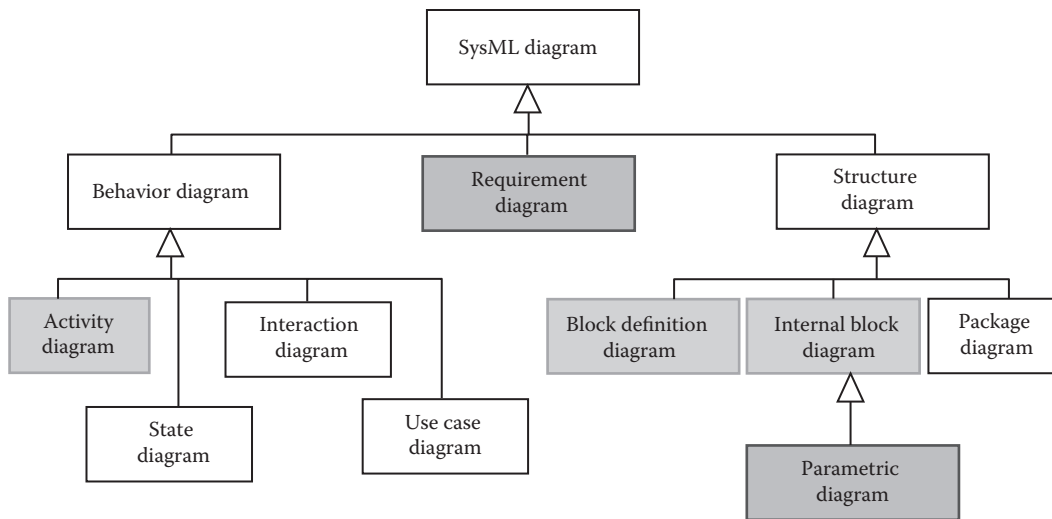 SysML diagram
Behavior diagram
Requirement
diagram
Structure
diagram
Activity
diagram
Interaction
diagram
Block definition
diagram
Internal block
diagram
Package
diagram
State
diagram
Use case
diagram
Parametric
diagram